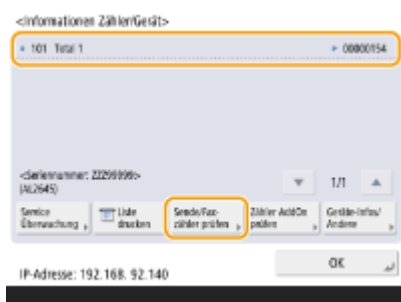 <Informationen Zähler/Gerät>
101 Total 1 00000154
<Seriennummer: ZZZ99999>
(AL2645)
1/1
Service Überwachung
Liste drucken
Sende/Fax-zähler prüfen
Zähler AddOn prüfen
Geräte-Infos/Andere
OK
IP-Adresse: 192.168. 92.140